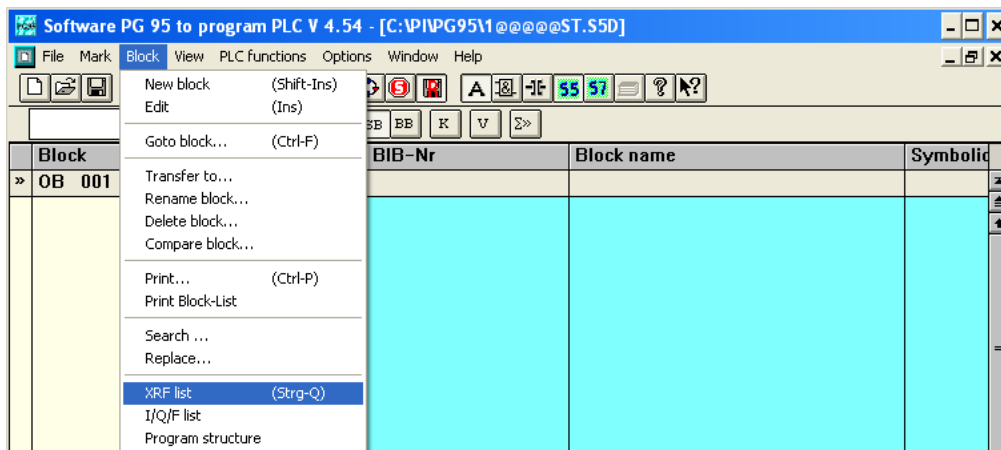 Software PG 95 to program PLC V 4.54 - [C:\PI\PG95\1@@@@@ST.S5D]
File Mark Block View PLC functions Options Window Help
New block (Shift-Ins)
Edit (Ins)
Goto block... (Ctrl-F)
Transfer to...
Rename block...
Delete block...
Compare block...
Print... (Ctrl-P)
Print Block-List
Search ...
Replace...
XRF list (Strg-Q)
I/Q/F list
Program structure
A & S5 S7 ? ?
BB K V Σ»
Block BIB-Nr Block name Symbolic
» OB 001